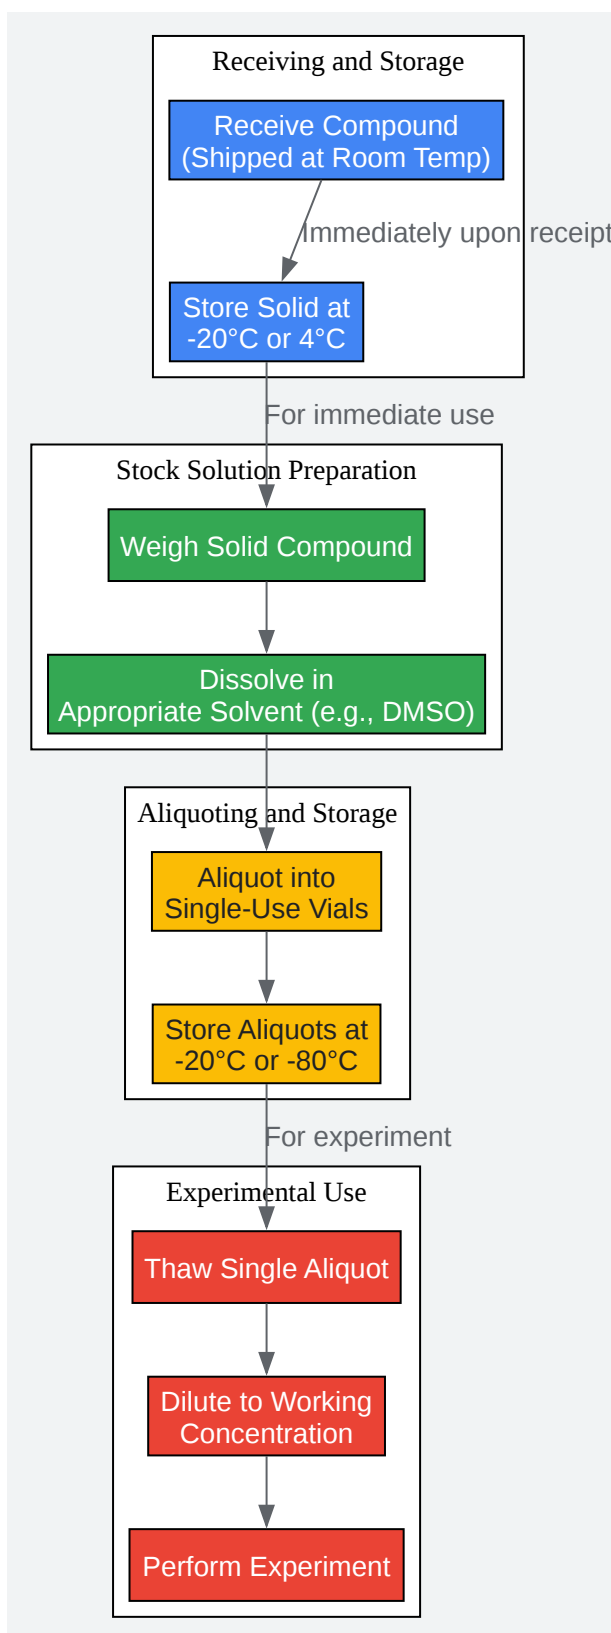 Receiving and Storage
Receive Compound
(Shipped at Room Temp)
Immediately upon receipt
Store Solid at
-20°C or 4°C
For immediate use
Stock Solution Preparation
Weigh Solid Compound
Dissolve in
Appropriate Solvent (e.g., DMSO)
Aliquoting and Storage
Aliquot into
Single-Use Vials
Store Aliquots at
-20°C or -80°C
For experiment
Experimental Use
Thaw Single Aliquot
Dilute to Working
Concentration
Perform Experiment